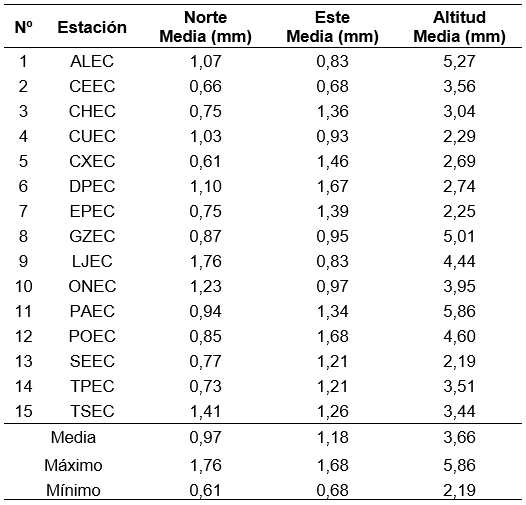 Nº Estación Norte Media (mm) Este Media (mm) Altitud Media (mm)
1 ALEC 1,07 0,83 5,27
2 CEEC 0,66 0,68 3,56
3 CHEC 0,75 1,36 3,04
4 CUEC 1,03 0,93 2,29
5 CXEC 0,61 1,46 2,69
6 DPEC 1,10 1,67 2,74
7 EPEC 0,75 1,39 2,25
8 GZEC 0,87 0,95 5,01
9 LJEC 1,76 0,83 4,44
10 ONEC 1,23 0,97 3,95
11 PAEC 0,94 1,34 5,86
12 POEC 0,85 1,68 4,60
13 SEEC 0,77 1,21 2,19
14 TPEC 0,73 1,21 3,51
15 TSEC 1,41 1,26 3,44
Media 0,97 1,18 3,66
Máximo 1,76 1,68 5,86
Mínimo 0,61 0,68 2,19